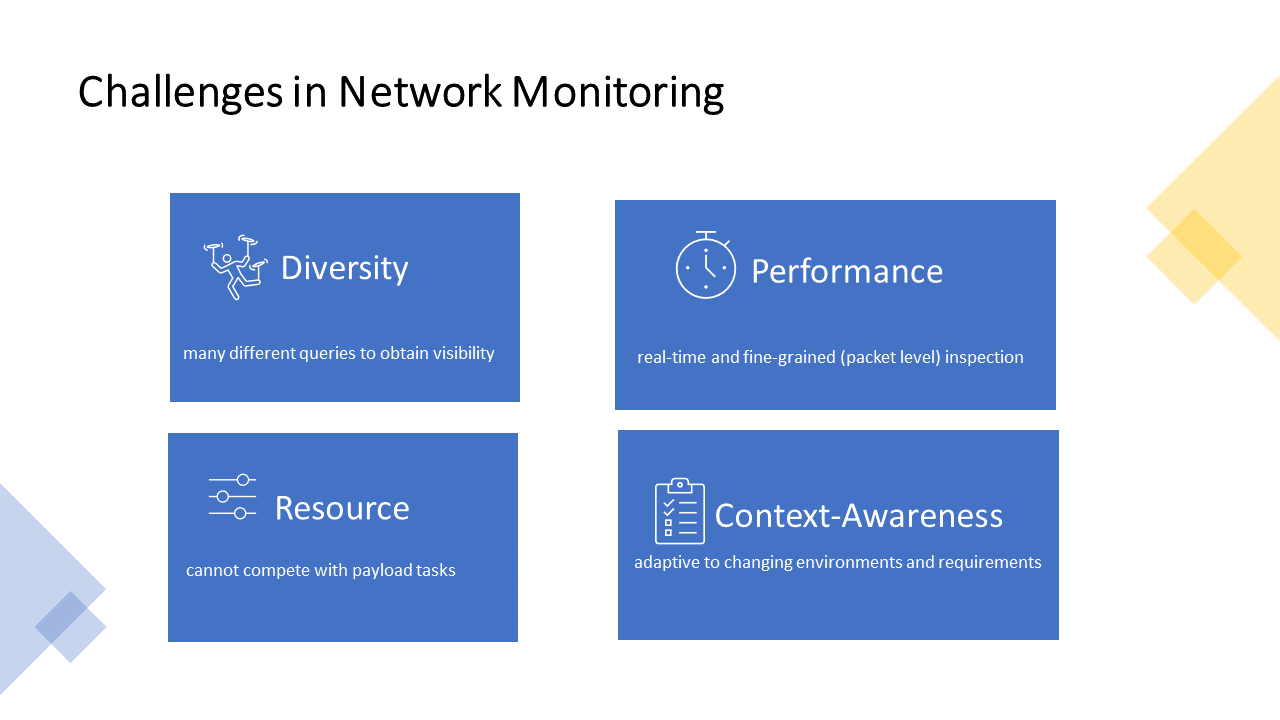 Challenges in Network Monitoring
Diversity
many different queries to obtain visibility
Performance
real-time and fine-grained (packet level) inspection
Resource
cannot compete with payload tasks
Context-Awareness
adaptive to changing environments and requirements